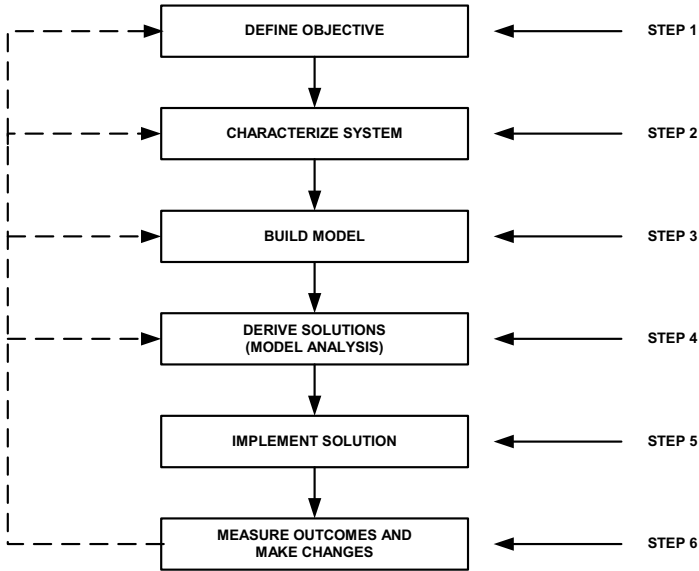 DEFINE OBJECTIVE
STEP 1
CHARACTERIZE SYSTEM
STEP 2
BUILD MODEL
STEP 3
DERIVE SOLUTIONS
(MODEL ANALYSIS)
STEP 4
IMPLEMENT SOLUTION
STEP 5
MEASURE OUTCOMES AND
MAKE CHANGES
STEP 6